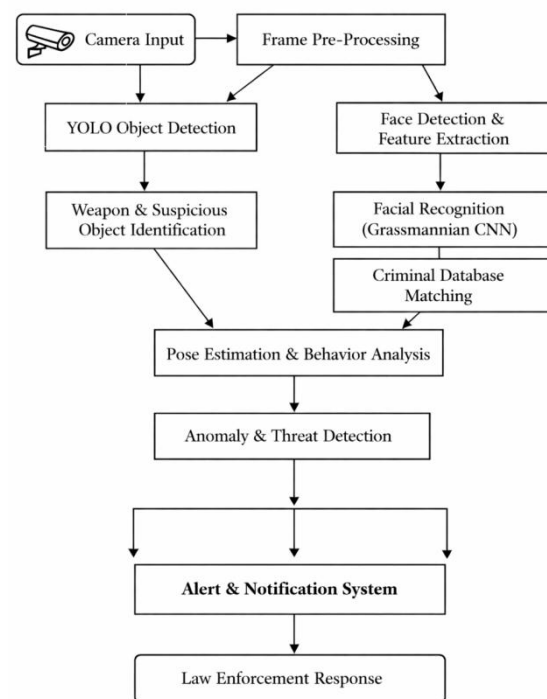 Camera Input
Frame Pre-Processing
YOLO Object Detection
Face Detection &
Feature Extraction
Weapon & Suspicious
Object Identification
Facial Recognition
(Grassmannian CNN)
Criminal Database
Matching
Pose Estimation & Behavior Analysis
Anomaly & Threat Detection
Alert & Notification System
Law Enforcement Response